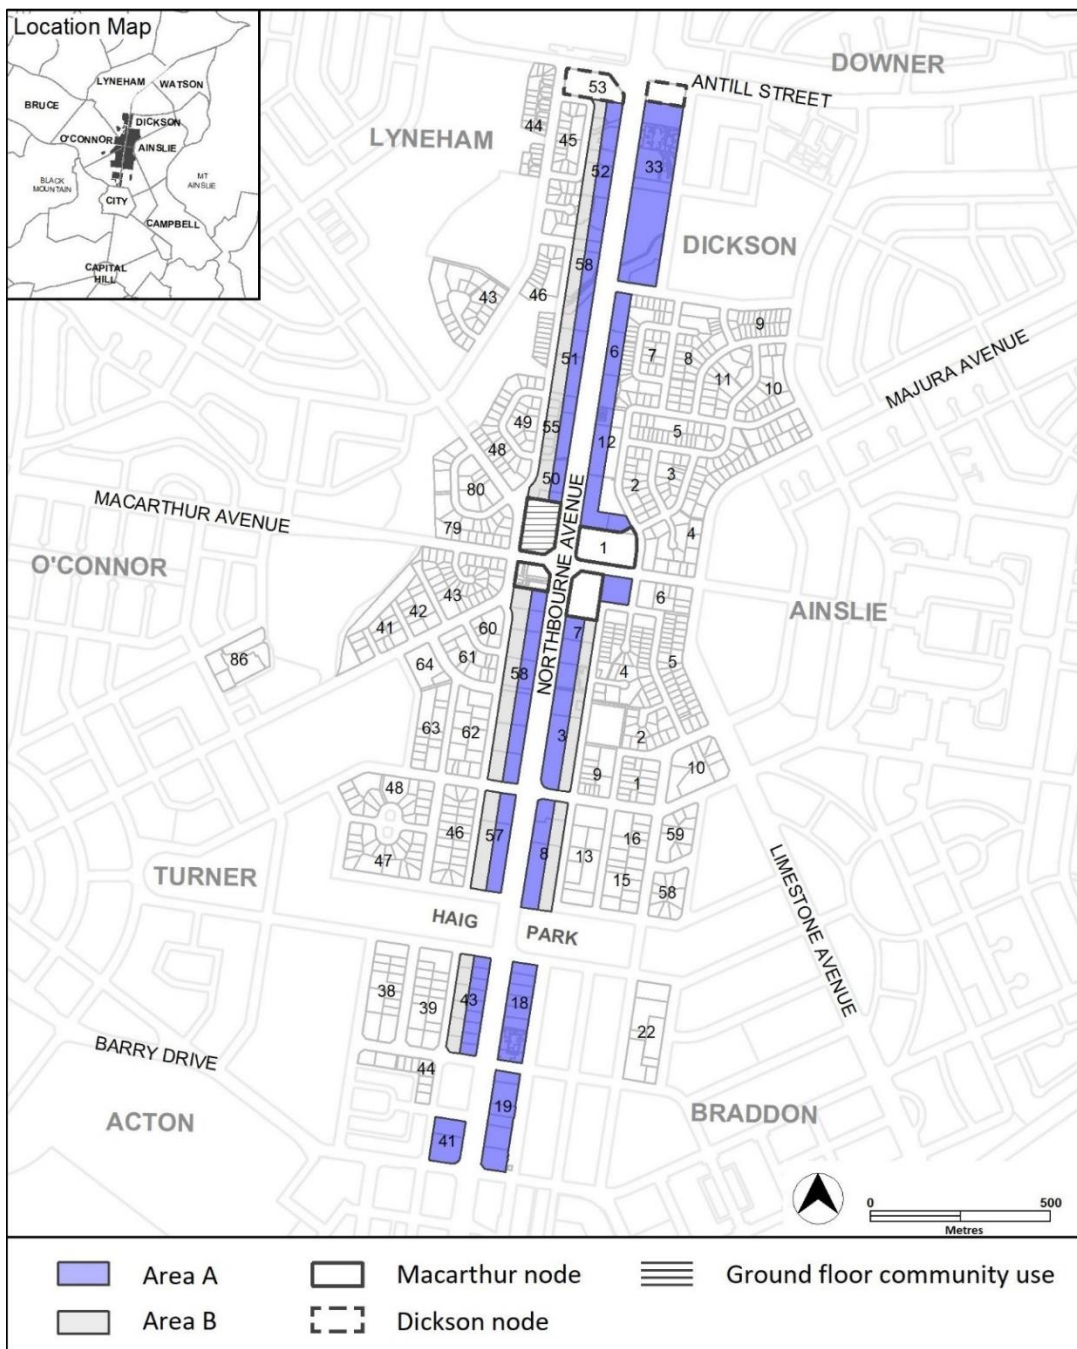 Location Map
LYNEHAM
WATSON
BRUCE
DICKSON
O'CONNOR
AINSLIE
BLACK
MOUNTAIN
MT
AINSLIE
CITY
CAMPBELL
CAPITAL
HILL
DOWNER
ANTILL STREET
53
44
45
LYNEHAM
52
33
DICKSON
58
43
46
9
51
6
7
8
11
10
MAJURA AVENUE
49
55
5
12
48
3
50
2
80
MACARTHUR AVENUE
79
4
1
NORTHBOURNE AVENUE
O'CONNOR
43
42
6
AINSLIE
41
60
7
86
61
64
58
4
5
63
62
3
2
10
9
1
48
46
57
8
16
59
13
47
15
58
TURNER
LIMESTONE AVENUE
HAIG
PARK
38
39
43
18
22
BARRY DRIVE
44
19
BRADDON
ACTON
41
0
500
Metres
Area A
Macarthur node
Ground floor community use
Area B
Dickson node